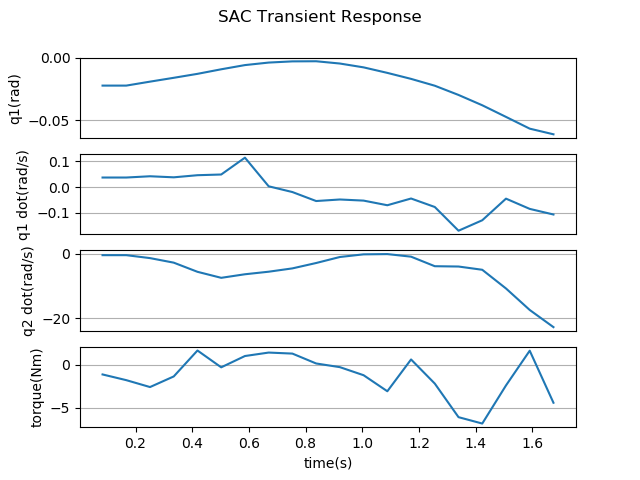 SAC Transient Response
0.00
−0.05
q1(rad)
0.1
0.0
−0.1
q1 dot(rad/s)
0
−20
q2 dot(rad/s)
0
−5
torque(Nm)
0.2 0.4 0.6 0.8 1.0 1.2 1.4 1.6
time(s)